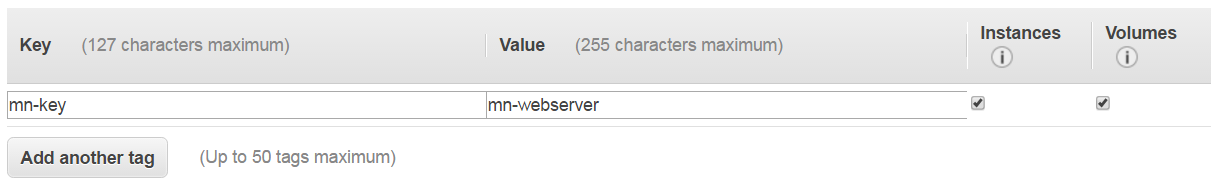 Key (127 characters maximum) Value (255 characters maximum) Instances Volumes
mn-key mn-webserver
Add another tag (Up to 50 tags maximum)